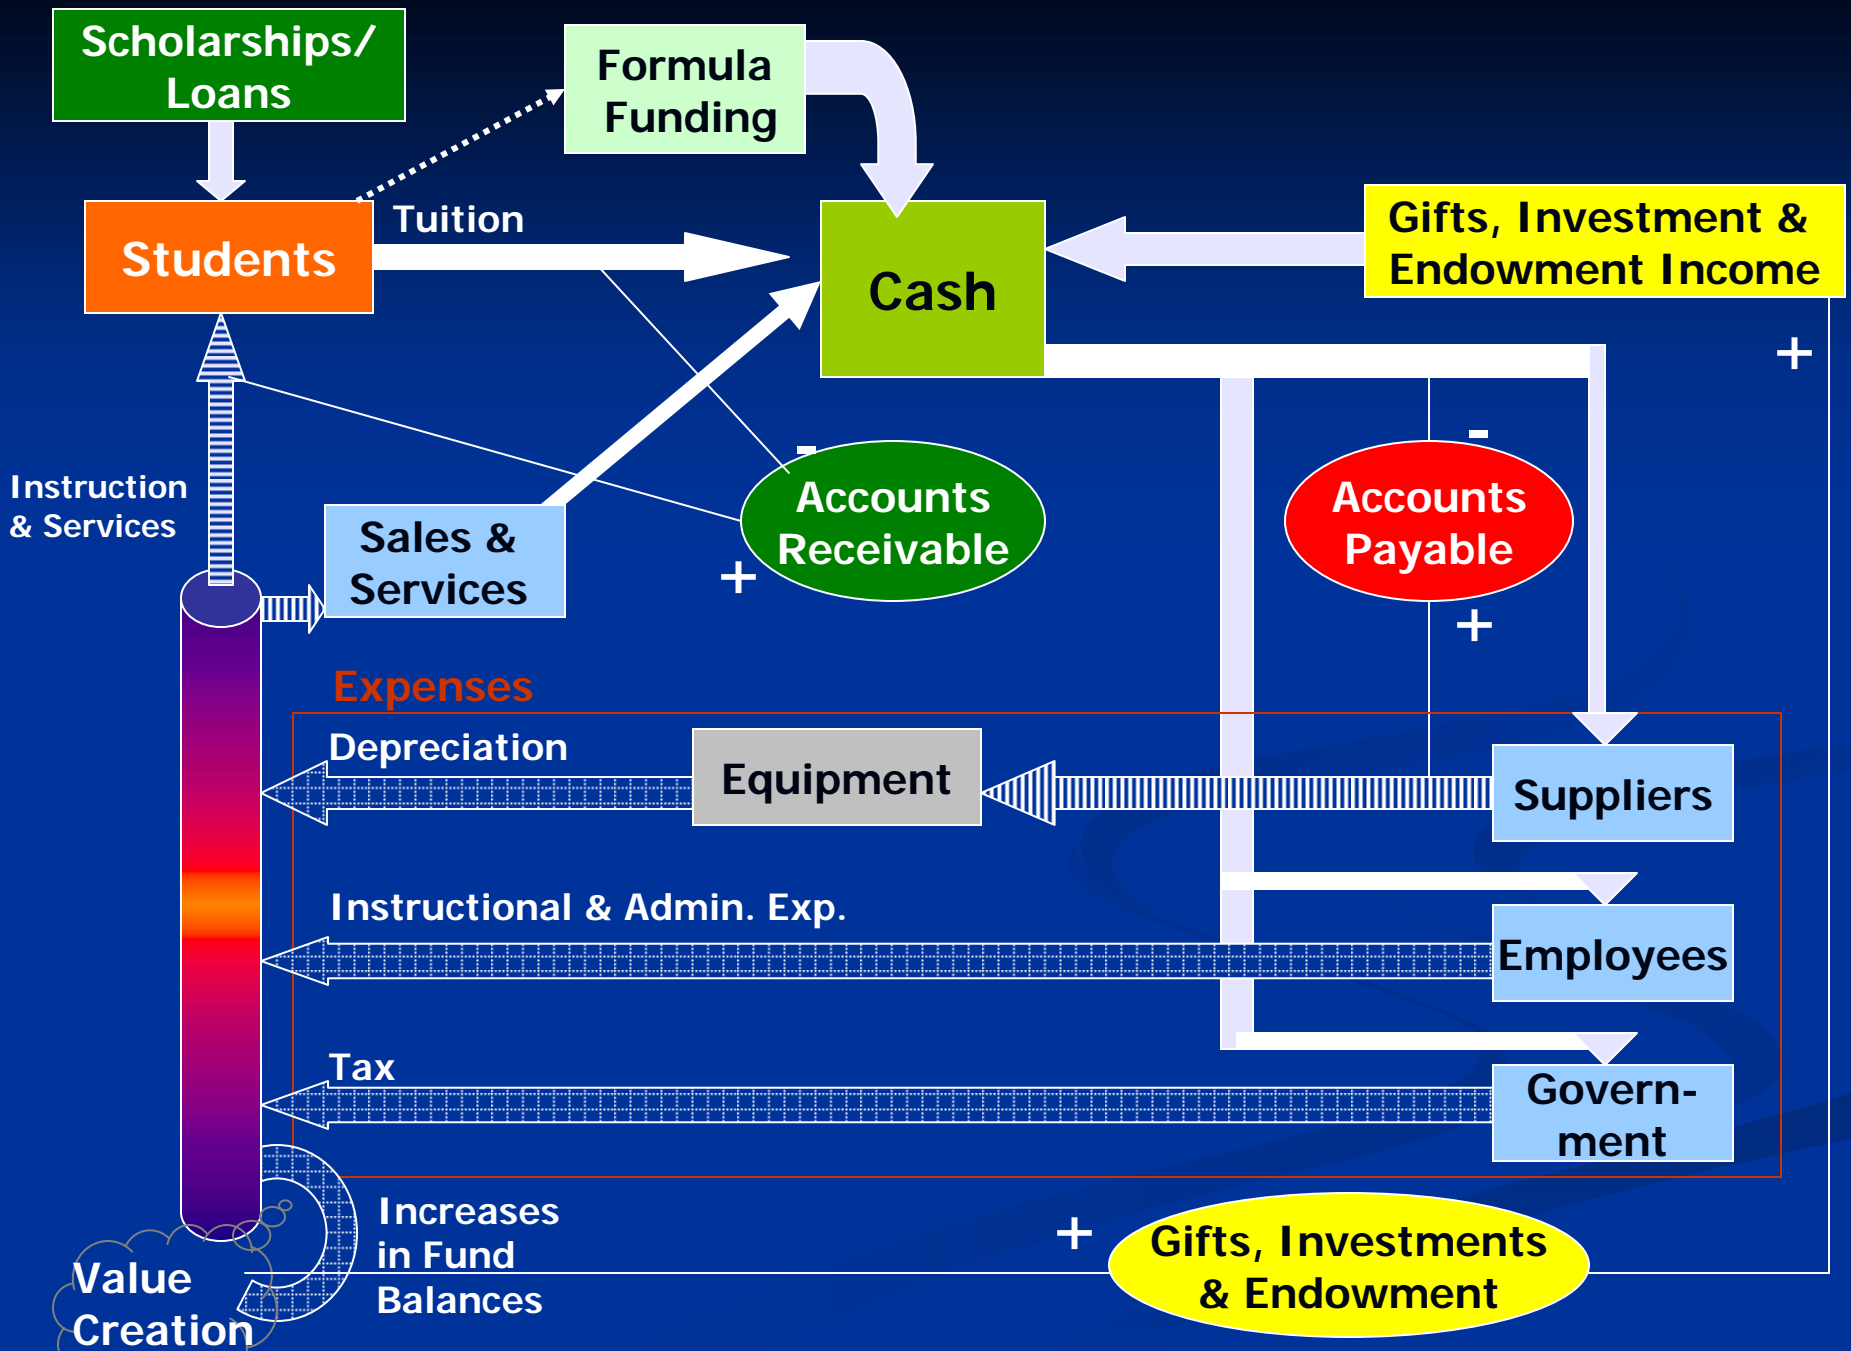 Scholarships/
Loans
Formula
Funding
Students
Tuition
Cash
Gifts, Investment &
Endowment Income
+
-
-
Instruction
& Services
Sales &
Services
Accounts
Receivable
+
Accounts
Payable
+
Expenses
Depreciation
Equipment
Suppliers
Instructional & Admin. Exp.
Employees
Tax
Govern-
ment
Increases
in Fund
Balances
+
Gifts, Investments
& Endowment
Value
Creation